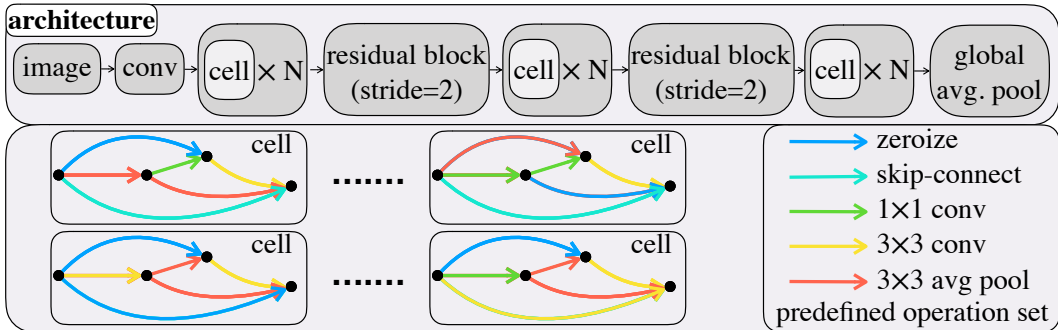 architecture
image
conv
cell × N
residual block
(stride=2)
cell × N
residual block
(stride=2)
cell × N
global
avg. pool
cell
.......
cell
cell
.......
cell
zeroize
skip-connect
1×1 conv
3×3 conv
3×3 avg pool
predefined operation set